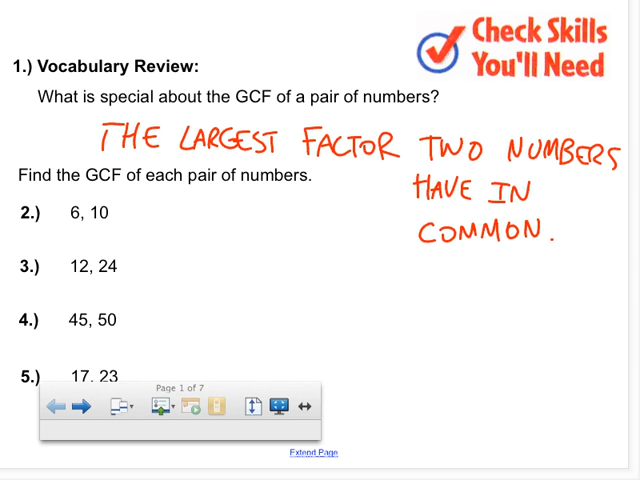 Check Skills
You'll Need
1.) Vocabulary Review:
What is special about the GCF of a pair of numbers?
THE LARGEST FACTOR TWO NUMBERS
HAVE IN
COMMON.
Find the GCF of each pair of numbers.
2.) 6, 10
3.) 12, 24
4.) 45, 50
5.) 17, 23
Page 1 of 7
Extend Page